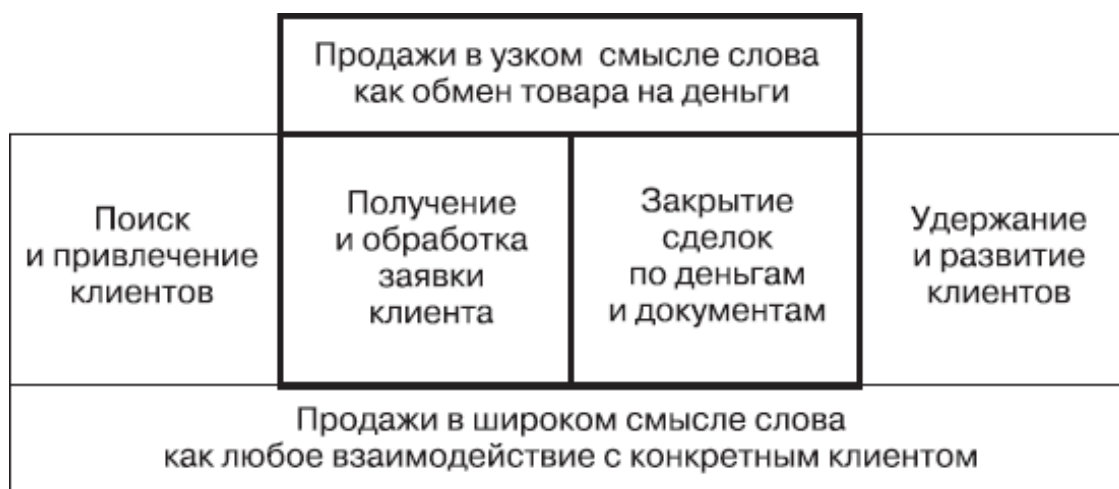 Продажи в узком смысле слова
как обмен товара на деньги
Поиск
и привлечение
клиентов
Получение
и обработка
заявки
клиента
Закрытие
сделок
по деньгам
и документам
Удержание
и развитие
клиентов
Продажи в широком смысле слова
как любое взаимодействие с конкретным клиентом